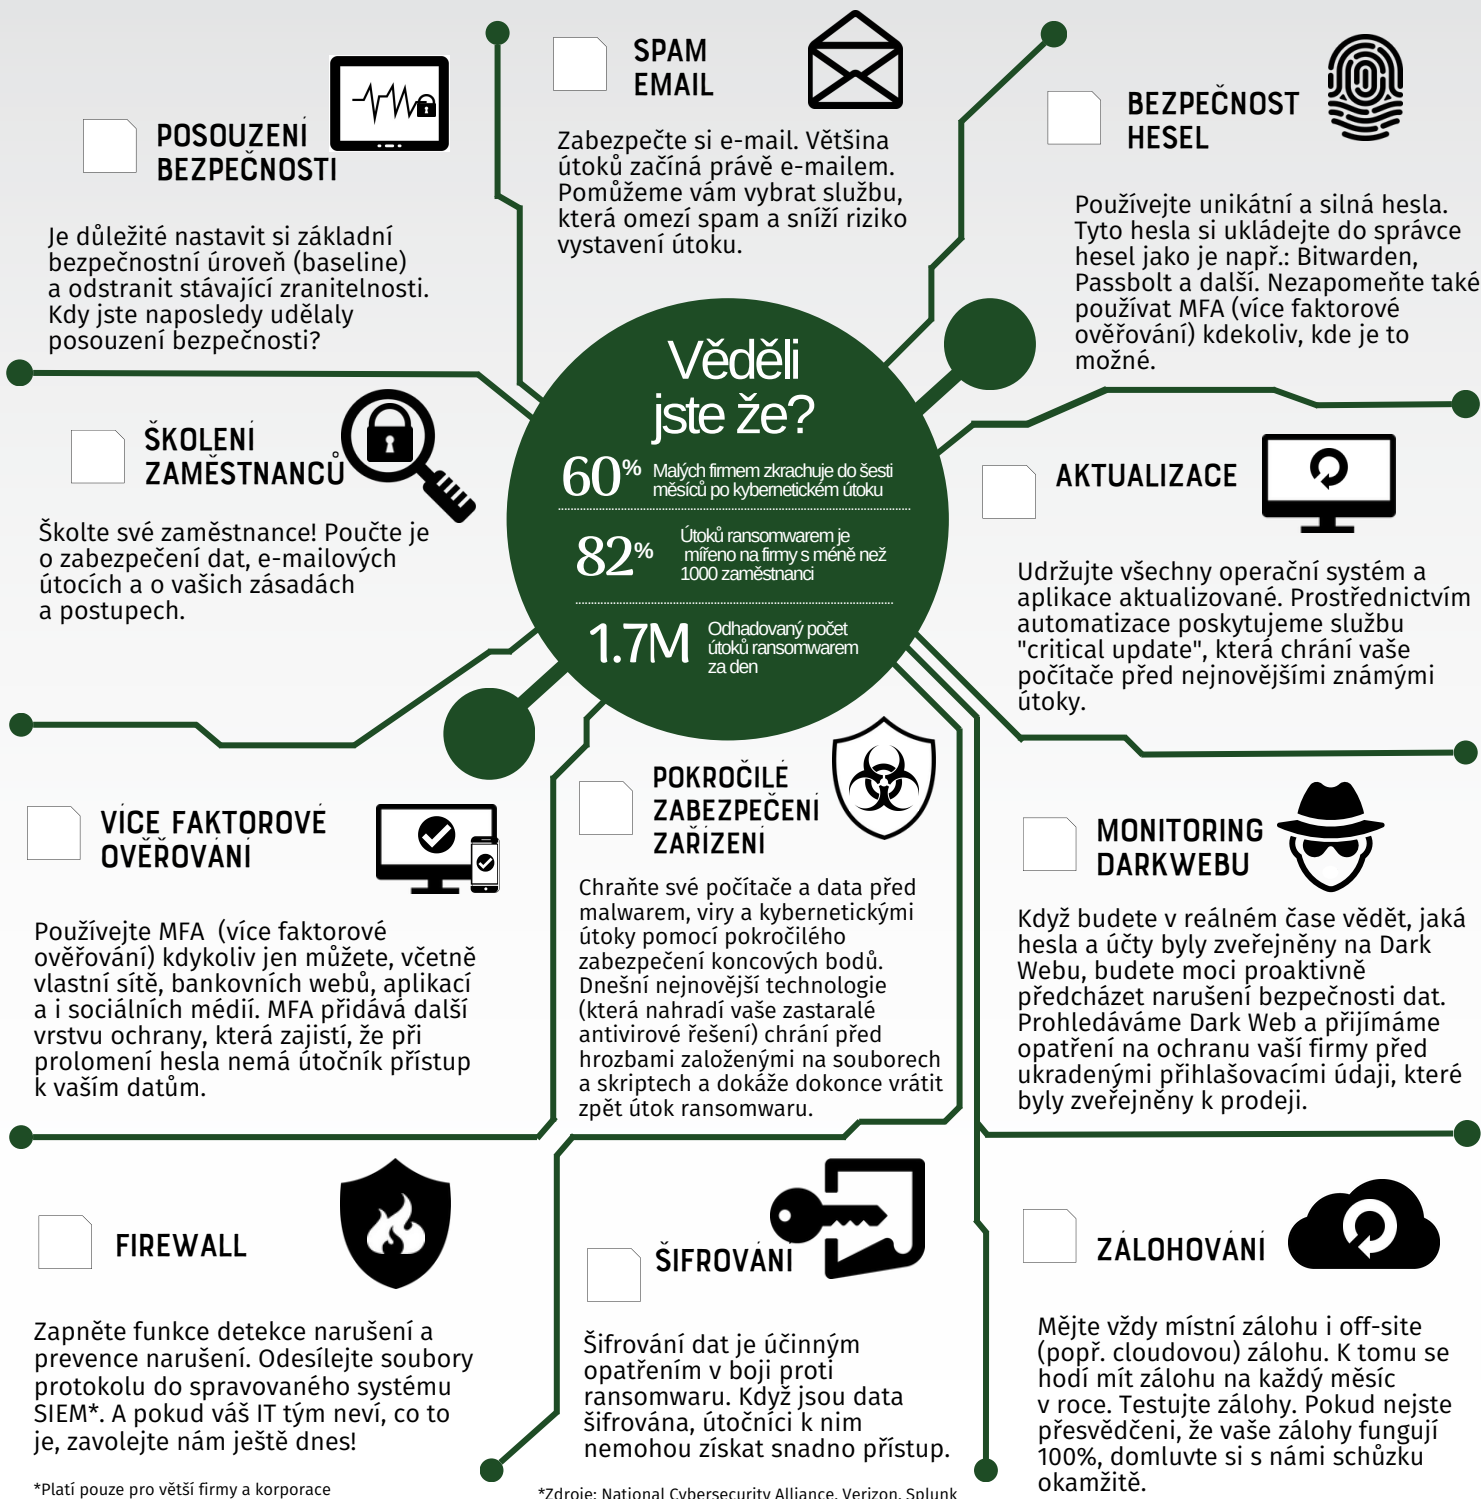 POSOUZENÍ
BEZPEČNOSTI
Je důležité nastavit si základní
bezpečnostní úroveň (baseline)
a odstranit stávající zranitelnosti.
Kdy jste naposledy udělaly
posouzení bezpečnosti?
SPAM
EMAIL
Zabezpečte si e-mail. Většina
útoků začíná právě e-mailem.
Pomůžeme vám vybrat službu,
která omezí spam a sníží riziko
vystavení útoku.
BEZPEČNOST
HESEL
Používejte unikátní a silná hesla.
Tyto hesla si ukládejte do správce
hesel jako je např.: Bitwarden,
Passbolt a další. Nezapomeňte také
používat MFA (více faktorové
ověřování) kdekoliv, kde je to
možné.
Věděli
jste že?
60% Malých firmem zkrachuje do šesti
měsíců po kybernetickém útoku
82% Útoků ransomwarem je
mířeno na firmy s méně než
1000 zaměstnanci
1.7M Odhadovaný počet
útoků ransomwarem
za den
ŠKOLENÍ
ZAMĚSTNANCŮ
Školte své zaměstnance! Poučte je
o zabezpečení dat, e-mailových
útocích a o vašich zásadách
a postupech.
AKTUALIZACE
Udržujte všechny operační systém a
aplikace aktualizované. Prostřednictvím
automatizace poskytujeme službu
"critical update", která chrání vaše
počítače před nejnovějšími známými
útoky.
VÍCE FAKTOROVÉ
OVĚŘOVÁNÍ
Používejte MFA (více faktorové
ověřování) kdykoliv jen můžete, včetně
vlastní sítě, bankovních webů, aplikací
a i sociálních médií. MFA přidává další
vrstvu ochrany, která zajistí, že při
prolomení hesla nemá útočník přístup
k vaším datům.
POKROČILÉ
ZABEZPEČENÍ
ZAŘÍZENÍ
Chraňte své počítače a data před
malwarem, viry a kybernetickými
útoky pomocí pokročilého
zabezpečení koncových bodů.
Dnešní nejnovější technologie
(která nahradí vaše zastaralé
antivirové řešení) chrání před
hrozbami založenými na souborech
a skriptech a dokáže dokonce vrátit
zpět útok ransomwaru.
MONITORING
DARKWEBU
Když budete v reálném čase vědět, jaká
hesla a účty byly zveřejněny na Dark
Webu, budete moci proaktivně
předcházet narušení bezpečnosti dat.
Prohledáváme Dark Web a přijímáme
opatření na ochranu vaší firmy před
ukradenými přihlašovacími údaji, které
byly zveřejněny k prodeji.
FIREWALL
Zapněte funkce detekce narušení a
prevence narušení. Odesílejte soubory
protokolu do spravovaného systému
SIEM*. A pokud váš IT tým neví, co to
je, zavolejte nám ještě dnes!
*Platí pouze pro větší firmy a korporace
ŠIFROVÁNÍ
Šifrování dat je účinným
opatřením v boji proti
ransomwaru. Když jsou data
šifrována, útočníci k nim
nemohou získat snadno přístup.
*Zdroje: National Cybersecurity Alliance, Verizon, Splunk
ZÁLOHOVÁNÍ
Mějte vždy místní zálohu i off-site
(popř. cloudovou) zálohu. K tomu se
hodí mít zálohu na každý měsíc
v roce. Testujte zálohy. Pokud nejste
přesvědčeni, že vaše zálohy fungují
100%, domluvte si s námi schůzku
okamžitě.